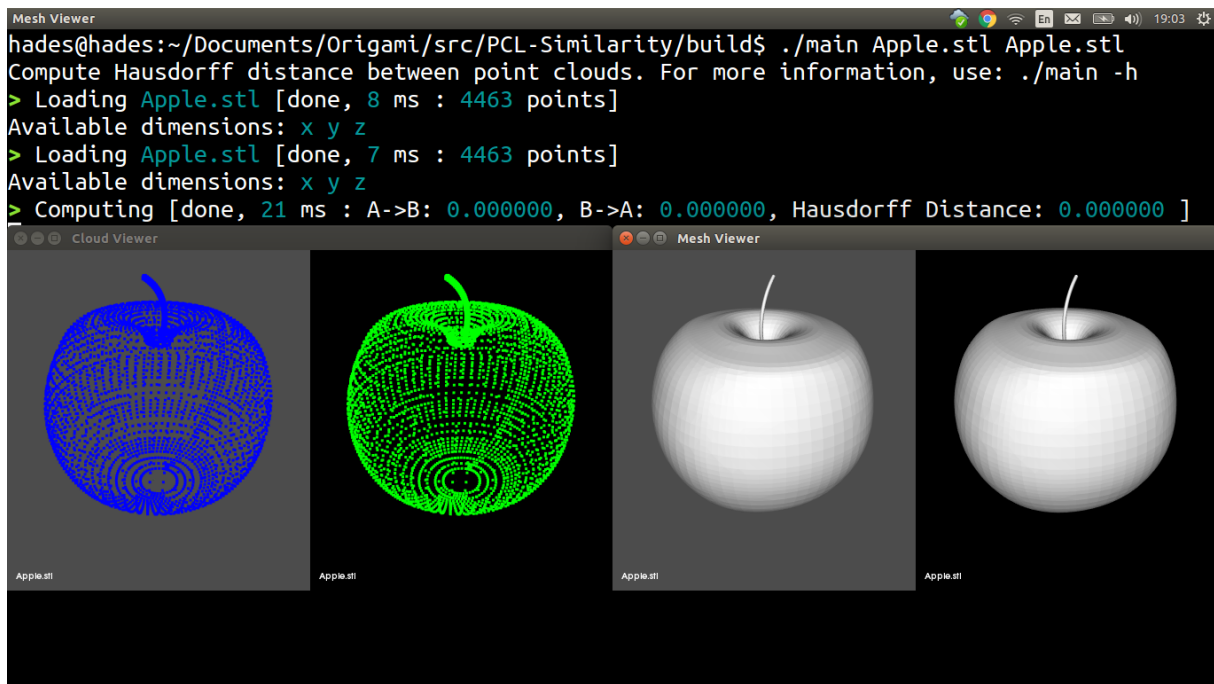 Mesh Viewer En 19:03
hades@hades:~/Documents/Origami/src/PCL-Similarity/build$ ./main Apple.stl Apple.stl
Compute Hausdorff distance between point clouds. For more information, use: ./main -h
> Loading Apple.stl [done, 8 ms : 4463 points]
Available dimensions: x y z
> Loading Apple.stl [done, 7 ms : 4463 points]
Available dimensions: x y z
> Computing [done, 21 ms : A->B: 0.000000, B->A: 0.000000, Hausdorff Distance: 0.000000 ]
Cloud Viewer
Mesh Viewer
Apple.stl
Apple.stl
Apple.stl
Apple.stl